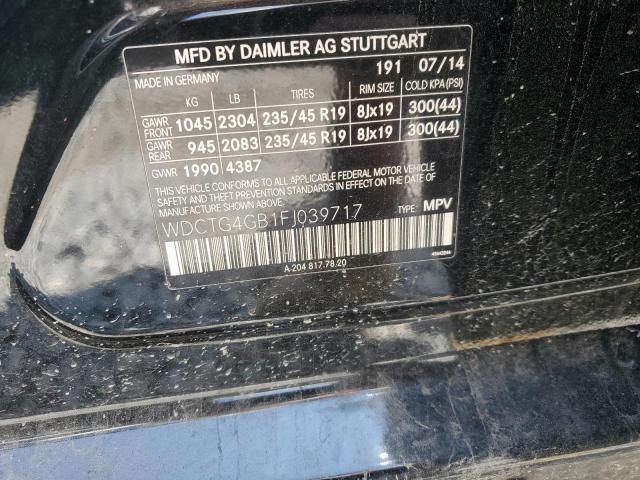 MFD BY DAIMLER AG STUTTGART
MADE IN GERMANY 191 07/14
KG LB TIRES RIM SIZE COLD KPA (PSI)
GAWR FRONT 1045 2304 235/45 R19 8Jx19 300(44)
GAWR REAR 945 2083 235/45 R19 8Jx19 300(44)
GVWR 1990 4387
THIS VEHICLE CONFORMS TO ALL APPLICABLE FEDERAL MOTOR VEHICLE
SAFETY AND THEFT PREVENTION STANDARDS IN EFFECT ON THE DATE OF
MANUFACTURE SHOWN ABOVE.
WDCTG4GB1FJ039717 TYPE: MPV
A-204 817.78.20